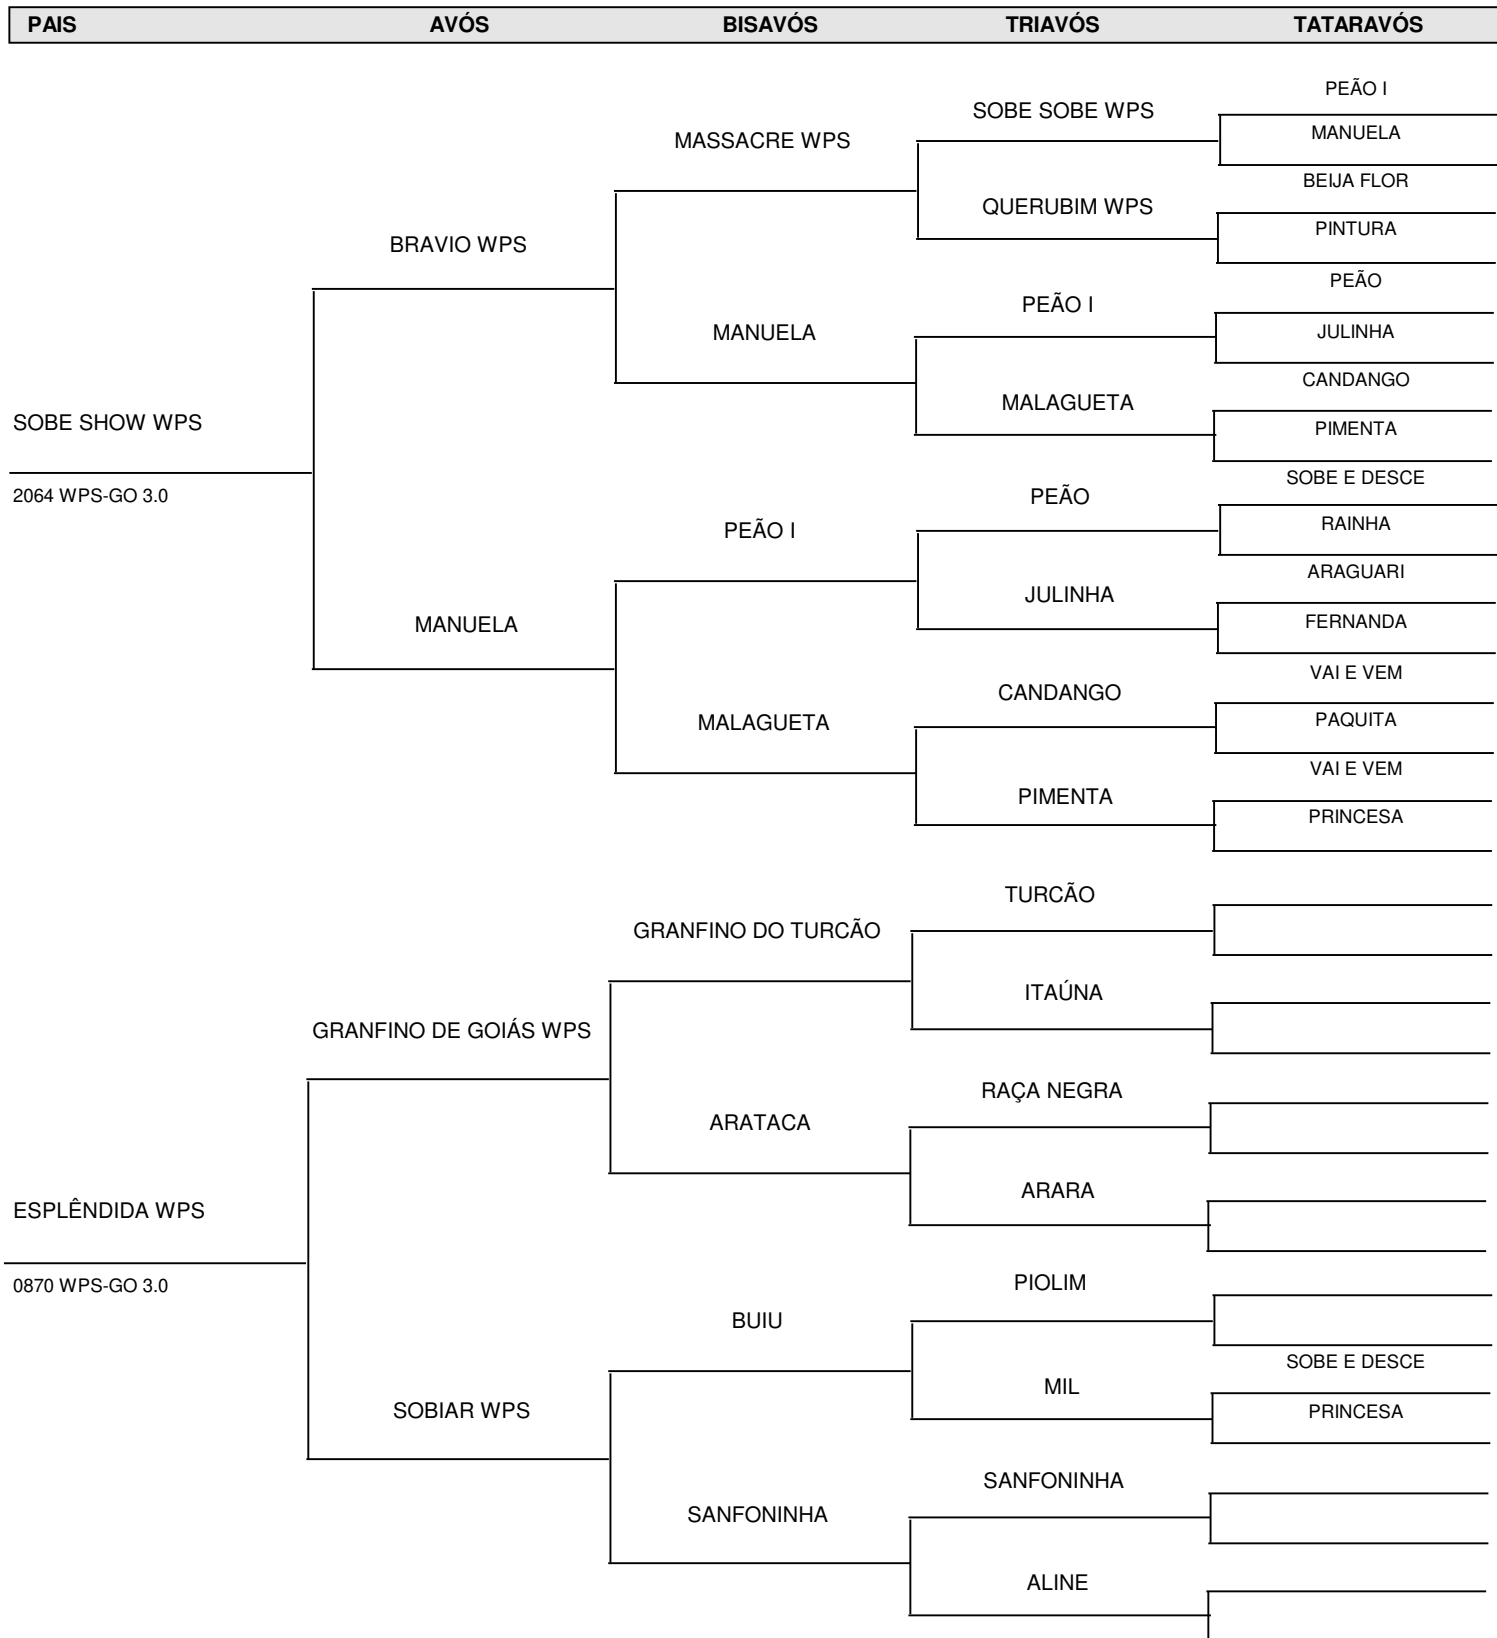 PAIS AVÓS BISAVÓS TRIAVÓS TATARAVÓS
PEÃO I
SOBE SOBE WPS
MANUELA
MASSACRE WPS
BEIJA FLOR
QUERUBIM WPS
PINTURA
BRAVIO WPS
PEÃO
PEÃO I
JULINHA
MANUELA
CANDANGO
MALAGUETA
PIMENTA
SOBE SHOW WPS
SOBE E DESCE
2064 WPS-GO 3.0
PEÃO
RAINHA
PEÃO I
ARAGUARI
JULINHA
FERNANDA
MANUELA
VAI E VEM
CANDANGO
PAQUITA
MALAGUETA
VAI E VEM
PIMENTA
PRINCESA
TURCÃO
GRANFINO DO TURCÃO
ITAÚNA
GRANFINO DE GOIÁS WPS
RAÇA NEGRA
ARATACA
ARARA
ESPLÊNDIDA WPS
0870 WPS-GO 3.0
PIOLIM
BUIU
SOBE E DESCE
MIL
PRINCESA
SOBIAR WPS
SANFONINHA
SANFONINHA
ALINE